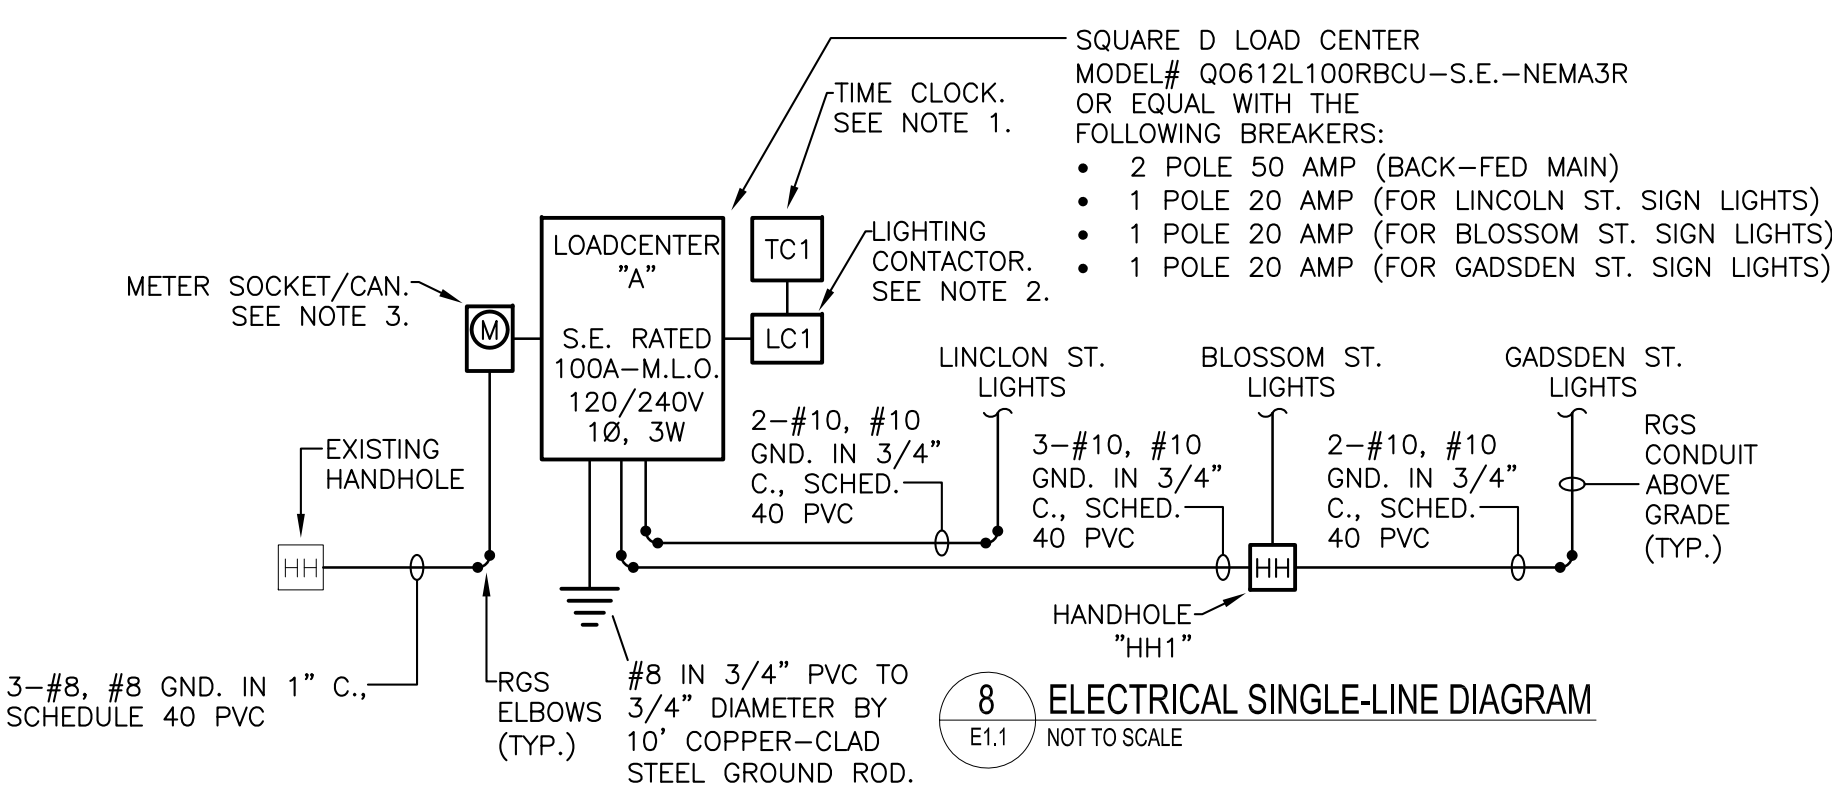 SQUARE D LOAD CENTER
MODEL# QO612L100RBCU-S.E.-NEMA3R
OR EQUAL WITH THE
FOLLOWING BREAKERS:
• 2 POLE 50 AMP (BACK-FED MAIN)
• 1 POLE 20 AMP (FOR LINCOLN ST. SIGN LIGHTS)
• 1 POLE 20 AMP (FOR BLOSSOM ST. SIGN LIGHTS)
• 1 POLE 20 AMP (FOR GADSDEN ST. SIGN LIGHTS)
TIME CLOCK.
SEE NOTE 1.
LOADCENTER
"A"
S.E. RATED
100A-M.L.O.
120/240V
1Ø, 3W
TC1
LC1
LIGHTING
CONTACTOR.
SEE NOTE 2.
METER SOCKET/CAN.
SEE NOTE 3.
M
LINCLON ST.
LIGHTS
BLOSSOM ST.
LIGHTS
GADSDEN ST.
LIGHTS
2-#10, #10
GND. IN 3/4"
C., SCHED.
40 PVC
3-#10, #10
GND. IN 3/4"
C., SCHED.
40 PVC
2-#10, #10
GND. IN 3/4"
C., SCHED.
40 PVC
RGS
CONDUIT
ABOVE
GRADE
(TYP.)
EXISTING
HANDHOLE
HH
HH
HANDHOLE
"HH1"
3-#8, #8 GND. IN 1" C.,
SCHEDULE 40 PVC
RGS
ELBOWS
(TYP.)
#8 IN 3/4" PVC TO
3/4" DIAMETER BY
10' COPPER-CLAD
STEEL GROUND ROD.
8
E1.1
ELECTRICAL SINGLE-LINE DIAGRAM
NOT TO SCALE